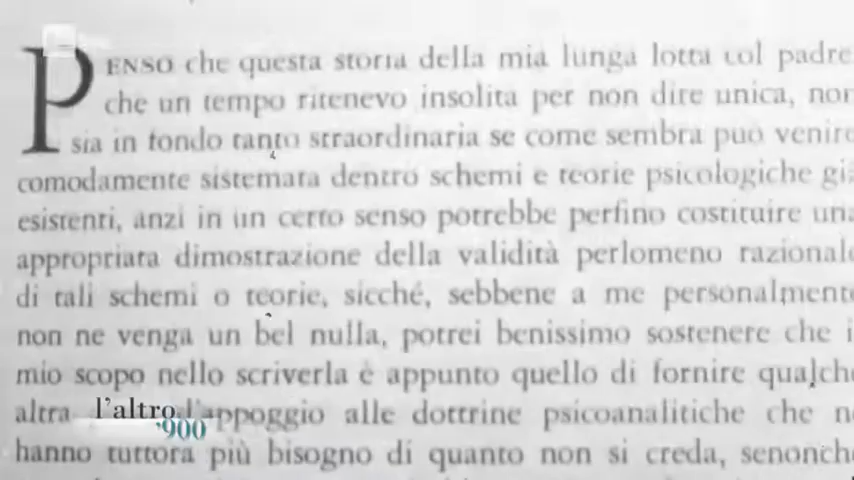 PENSO che questa storia della mia lunga lotta col padre
che un tempo ritenevo insolita per non dire unica, non
sia in fondo tanto straordinaria se come sembra può venire
comodamente sistemata dentro schemi e teorie psicologiche già
esistenti, anzi in un certo senso potrebbe perfino costituire una
appropriata dimostrazione della validità perlomeno razionale
di tali schemi o teorie, sicché, sebbene a me personalmente
non ne venga un bel nulla, potrei benissimo sostenere che i
mio scopo nello scriverla è appunto quello di fornire qualche
altra l'appoggio alle dottrine psicoanalitiche che n
hanno tuttora più bisogno di quanto non si creda, senonch
l'altro
'900